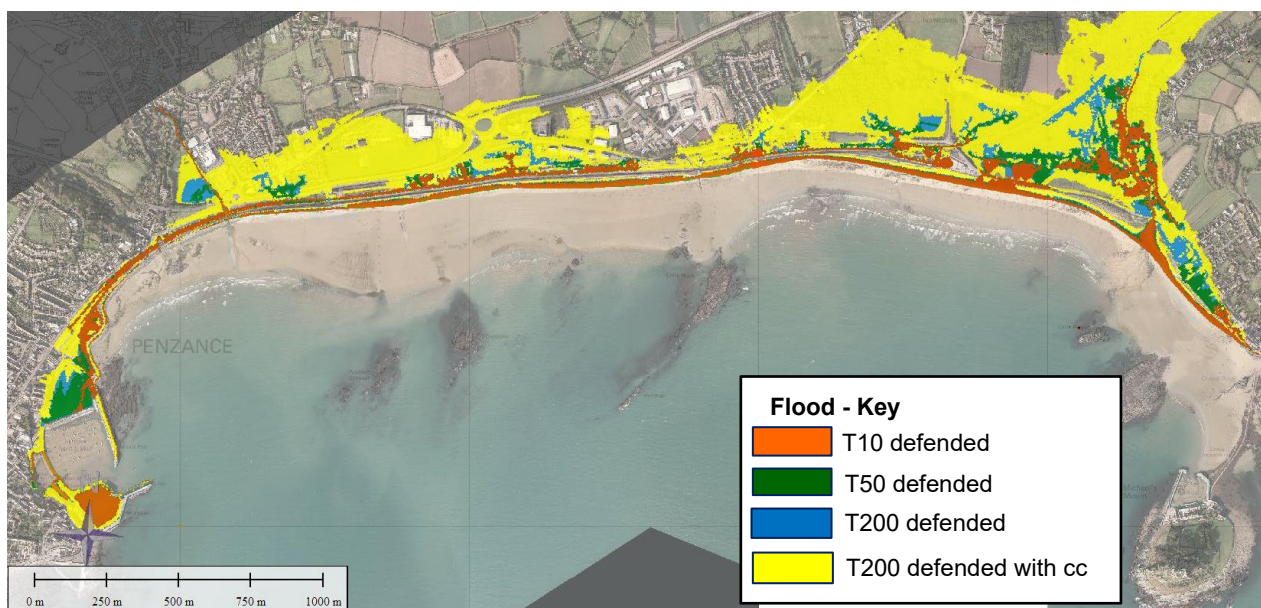 PENZANCE
Flood - Key
T10 defended
T50 defended
T200 defended
T200 defended with cc
0 m 250 m 500 m 750 m 1000 m